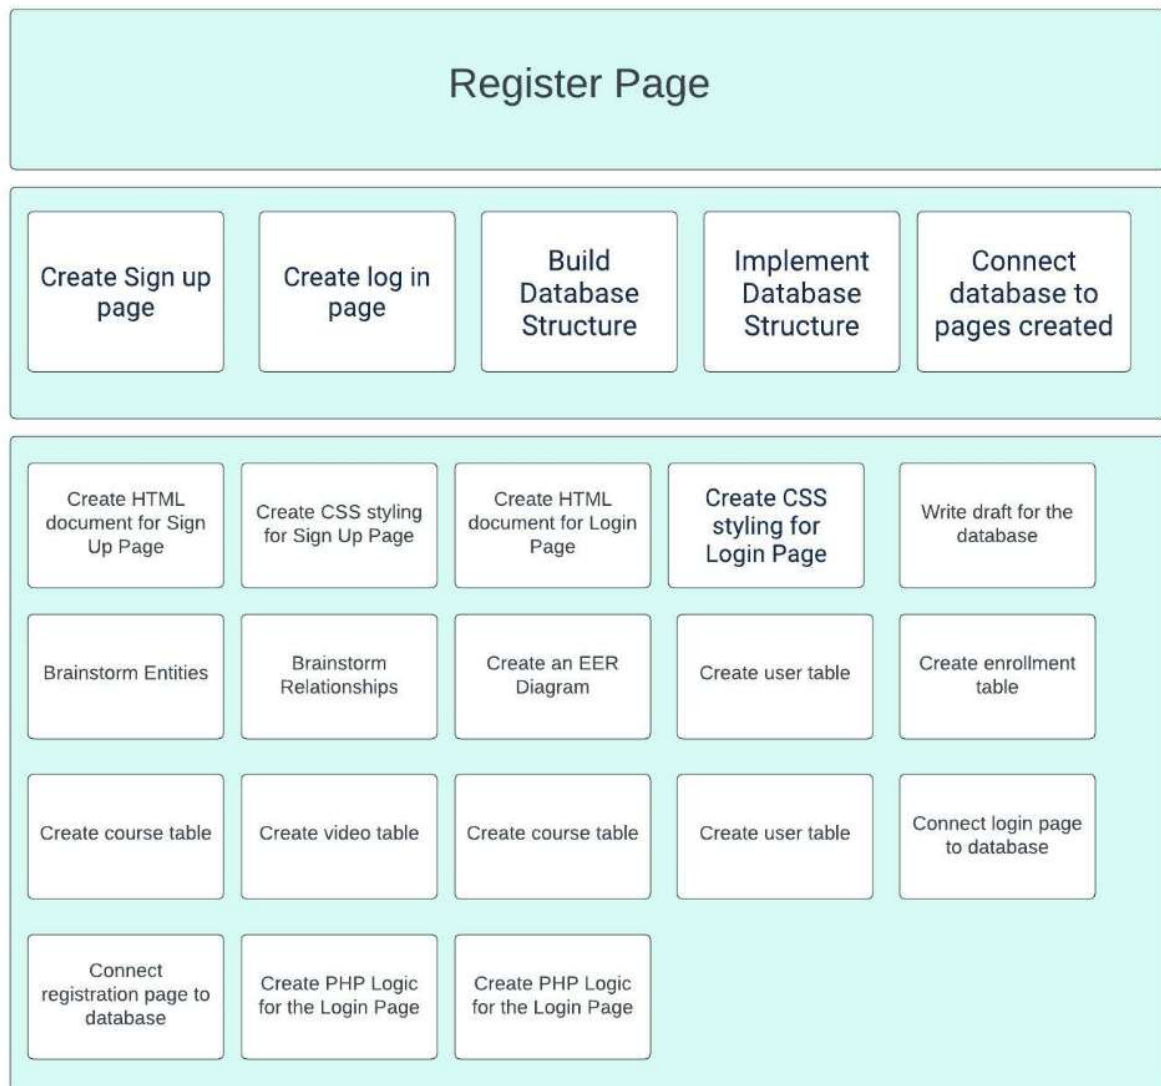 Register Page
Create Sign up
page
Create log in
page
Build
Database
Structure
Implement
Database
Structure
Connect
database to
pages created
Create HTML
document for Sign
Up Page
Create CSS styling
for Sign Up Page
Create HTML
document for Login
Page
Create CSS
styling for
Login Page
Write draft for the
database
Brainstorm Entities
Brainstorm
Relationships
Create an EER
Diagram
Create user table
Create enrollment
table
Create course table
Create video table
Create course table
Create user table
Connect login page
to database
Connect
registration page to
database
Create PHP Logic
for the Login Page
Create PHP Logic
for the Login Page